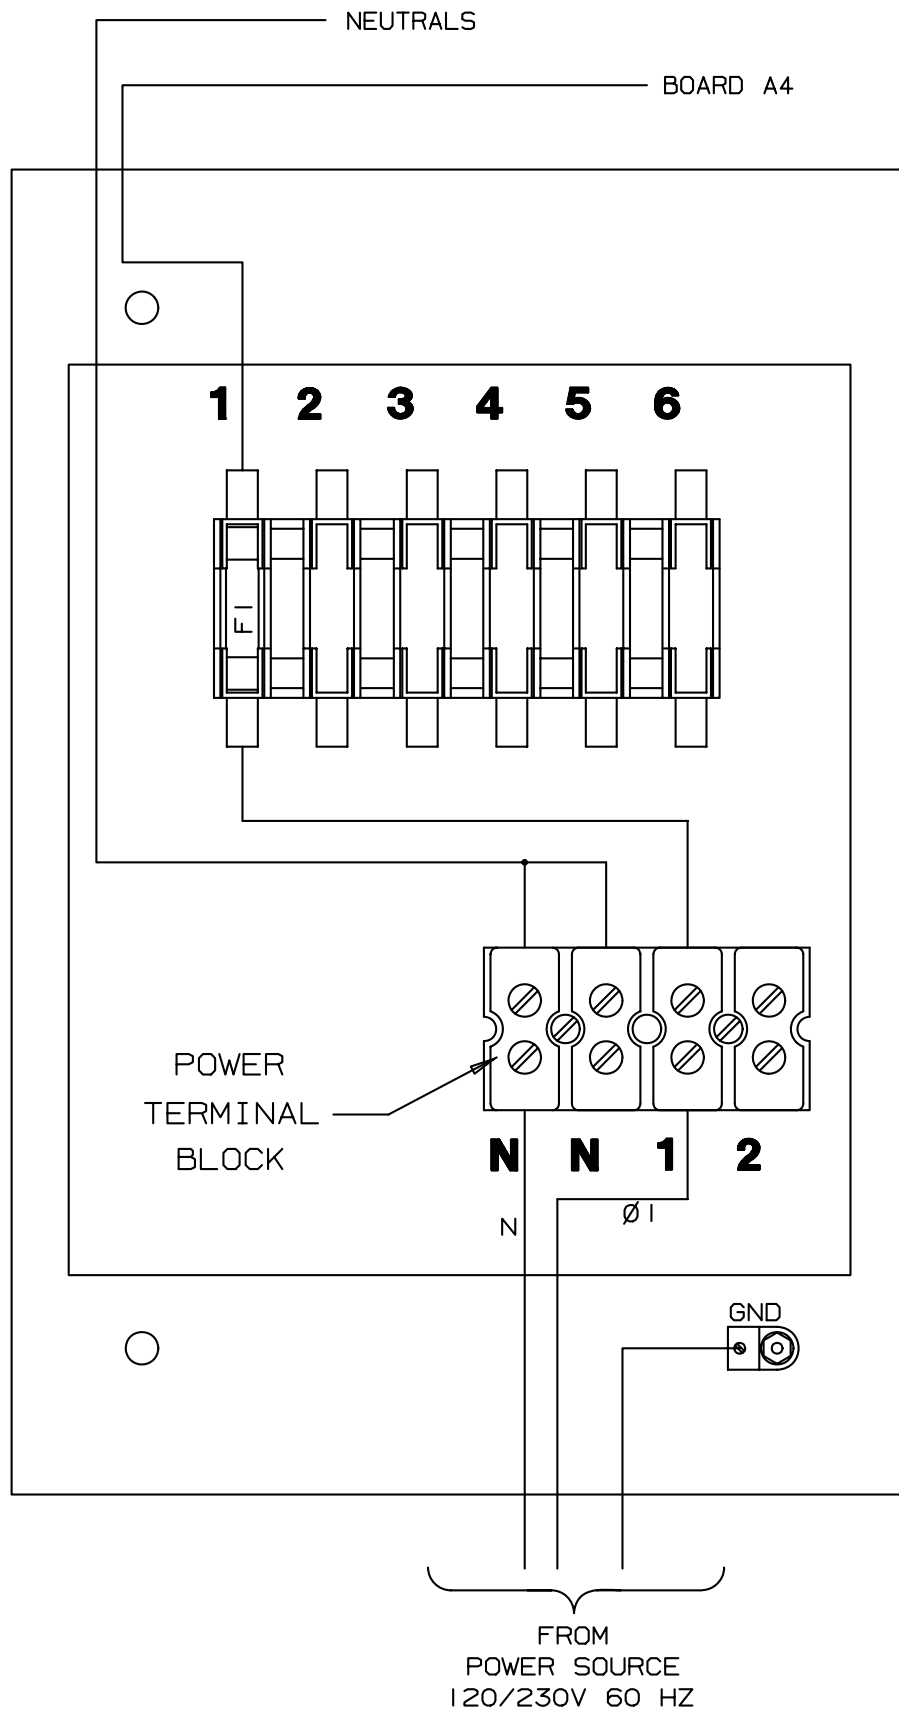 NEUTRALS
BOARD A4
1 2 3 4 5 6
F1
POWER
TERMINAL
BLOCK
N N 1 2
N
Ø1
GND
FROM
POWER SOURCE
120/230V 60 HZ